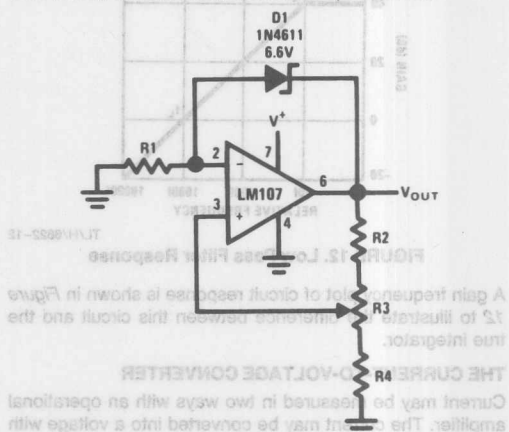 D1
1N4611
6.6V
V+
R1
2
7
−
LM107
6
VOUT
3
+
4
R2
R3
R4
FIGURE 12. Low Pass Filter Response
A gain frequency plot of circuit response is shown in Figure
12 to illustrate the difference between this circuit and the
true integrator.
THE CURRENT-TO-VOLTAGE CONVERTER
Current may be measured in two ways with an operational
amplifier. The current may be converted into a voltage with